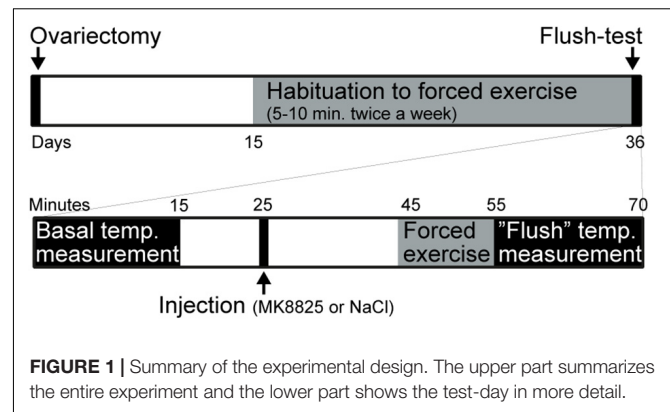 Ovariectomy Flush-test
Habituation to forced exercise
(5-10 min. twice a week)
Days 15 36
Minutes 15 25 45 55 70
Basal temp. Forced "Flush" temp.
measurement exercise measurement
Injection (MK8825 or NaCl)
FIGURE 1 | Summary of the experimental design. The upper part summarizes
the entire experiment and the lower part shows the test-day in more detail.